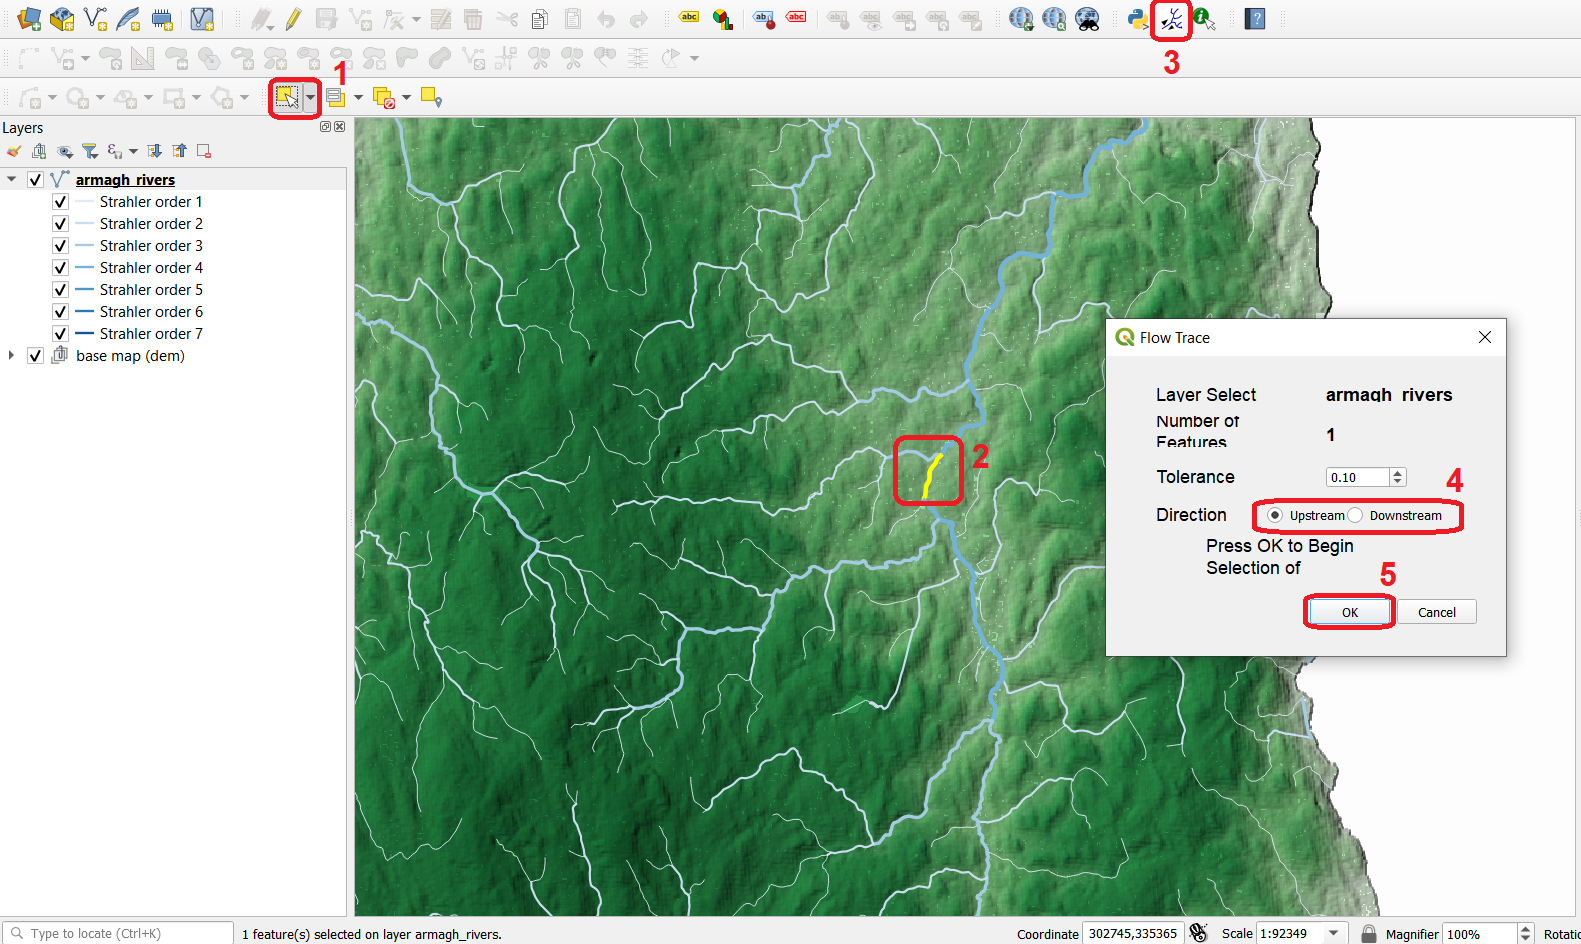 abc
ab
abc
3
1
Layers
armagh_rivers
Strahler order 1
Strahler order 2
Strahler order 3
Strahler order 4
Strahler order 5
Strahler order 6
Strahler order 7
base map (dem)
2
Flow Trace
Layer Select armagh_rivers
Number of Features 1
Tolerance 0.10
4
Direction Upstream Downstream
Press OK to Begin
Selection of
5
OK Cancel
Type to locate (Ctrl+K) 1 feature(s) selected on layer armagh_rivers. Coordinate 302745,335365 Scale 1:92349 Magnifier 100% Rotatic